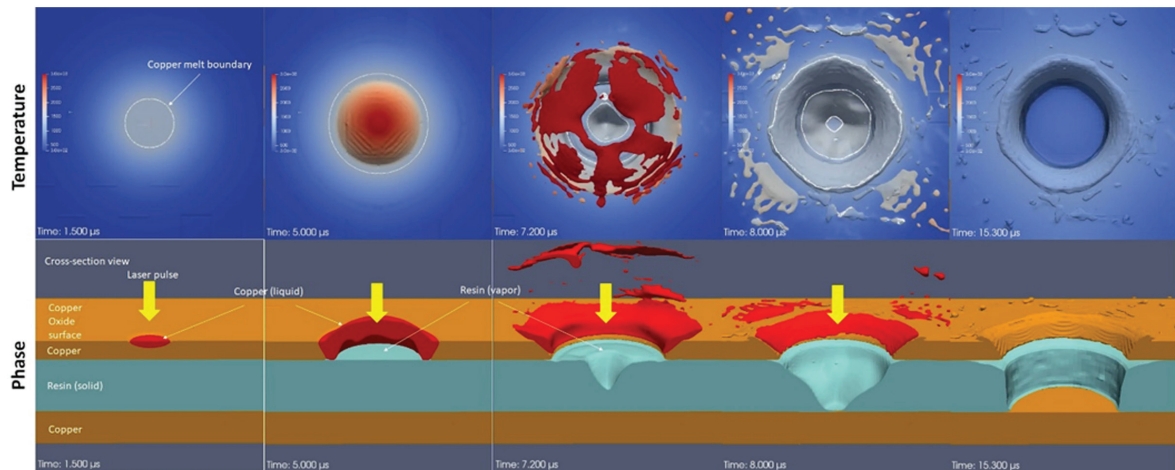 Temperature
Copper melt boundary
Time: 1.500 µs
Time: 5.000 µs
Time: 7.200 µs
Time: 8.000 µs
Time: 15.300 µs
Phase
Cross-section view
Laser pulse
Copper (liquid)
Resin (vapor)
Copper
Oxide
surface
Copper
Resin (solid)
Copper
Time: 1.500 µs
Time: 5.000 µs
Time: 7.200 µs
Time: 8.000 µs
Time: 15.300 µs